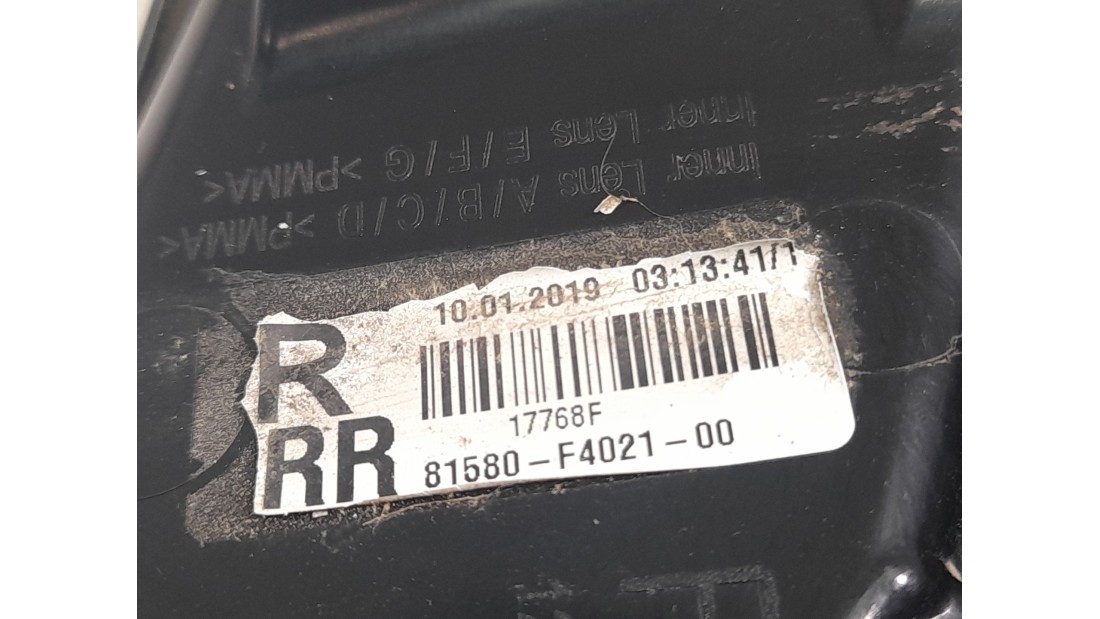 Inner Lens E/F/G >PMMA<
Inner Lens A/B/C/D >PMMA<
10.01.2019 03:13:41/1
R
17768F
RR
81580-F4021-00